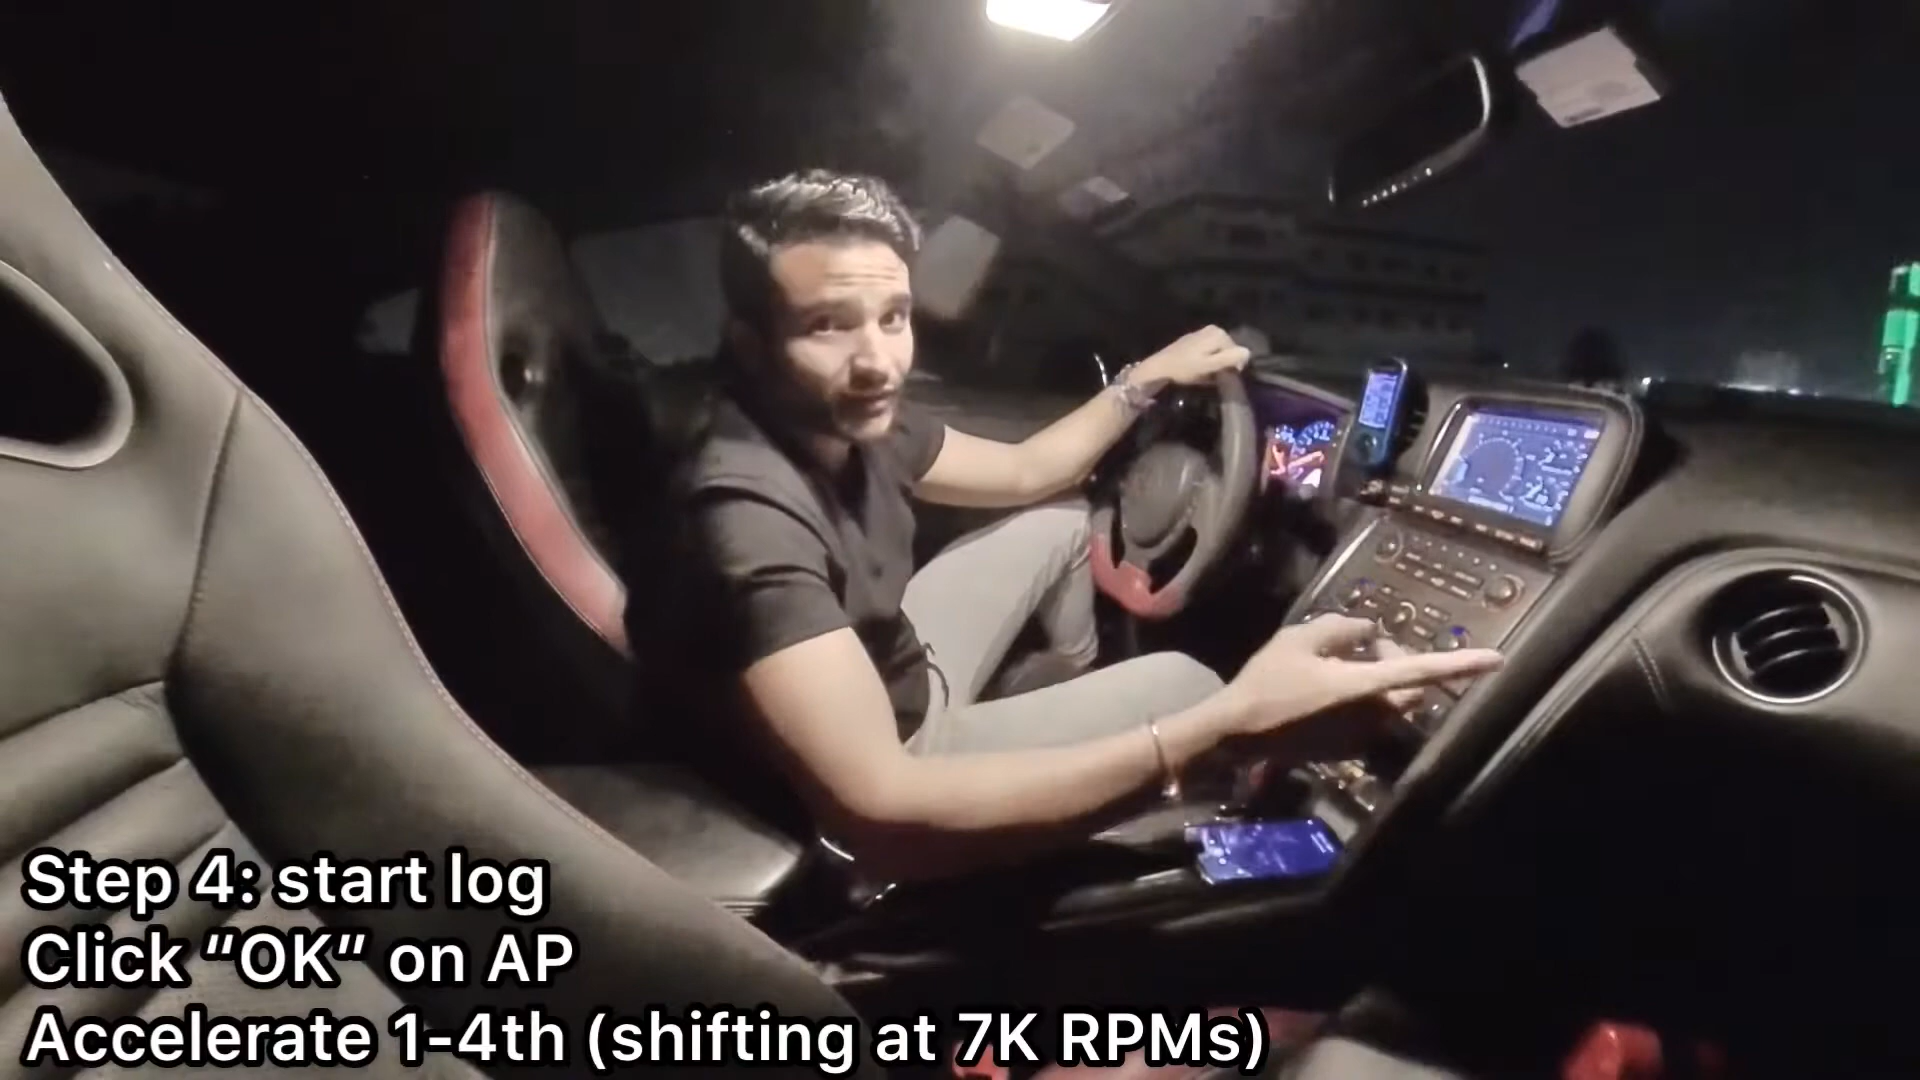 Step 4: start log
Click “OK” on AP
Accelerate 1-4th (shifting at 7K RPMs)